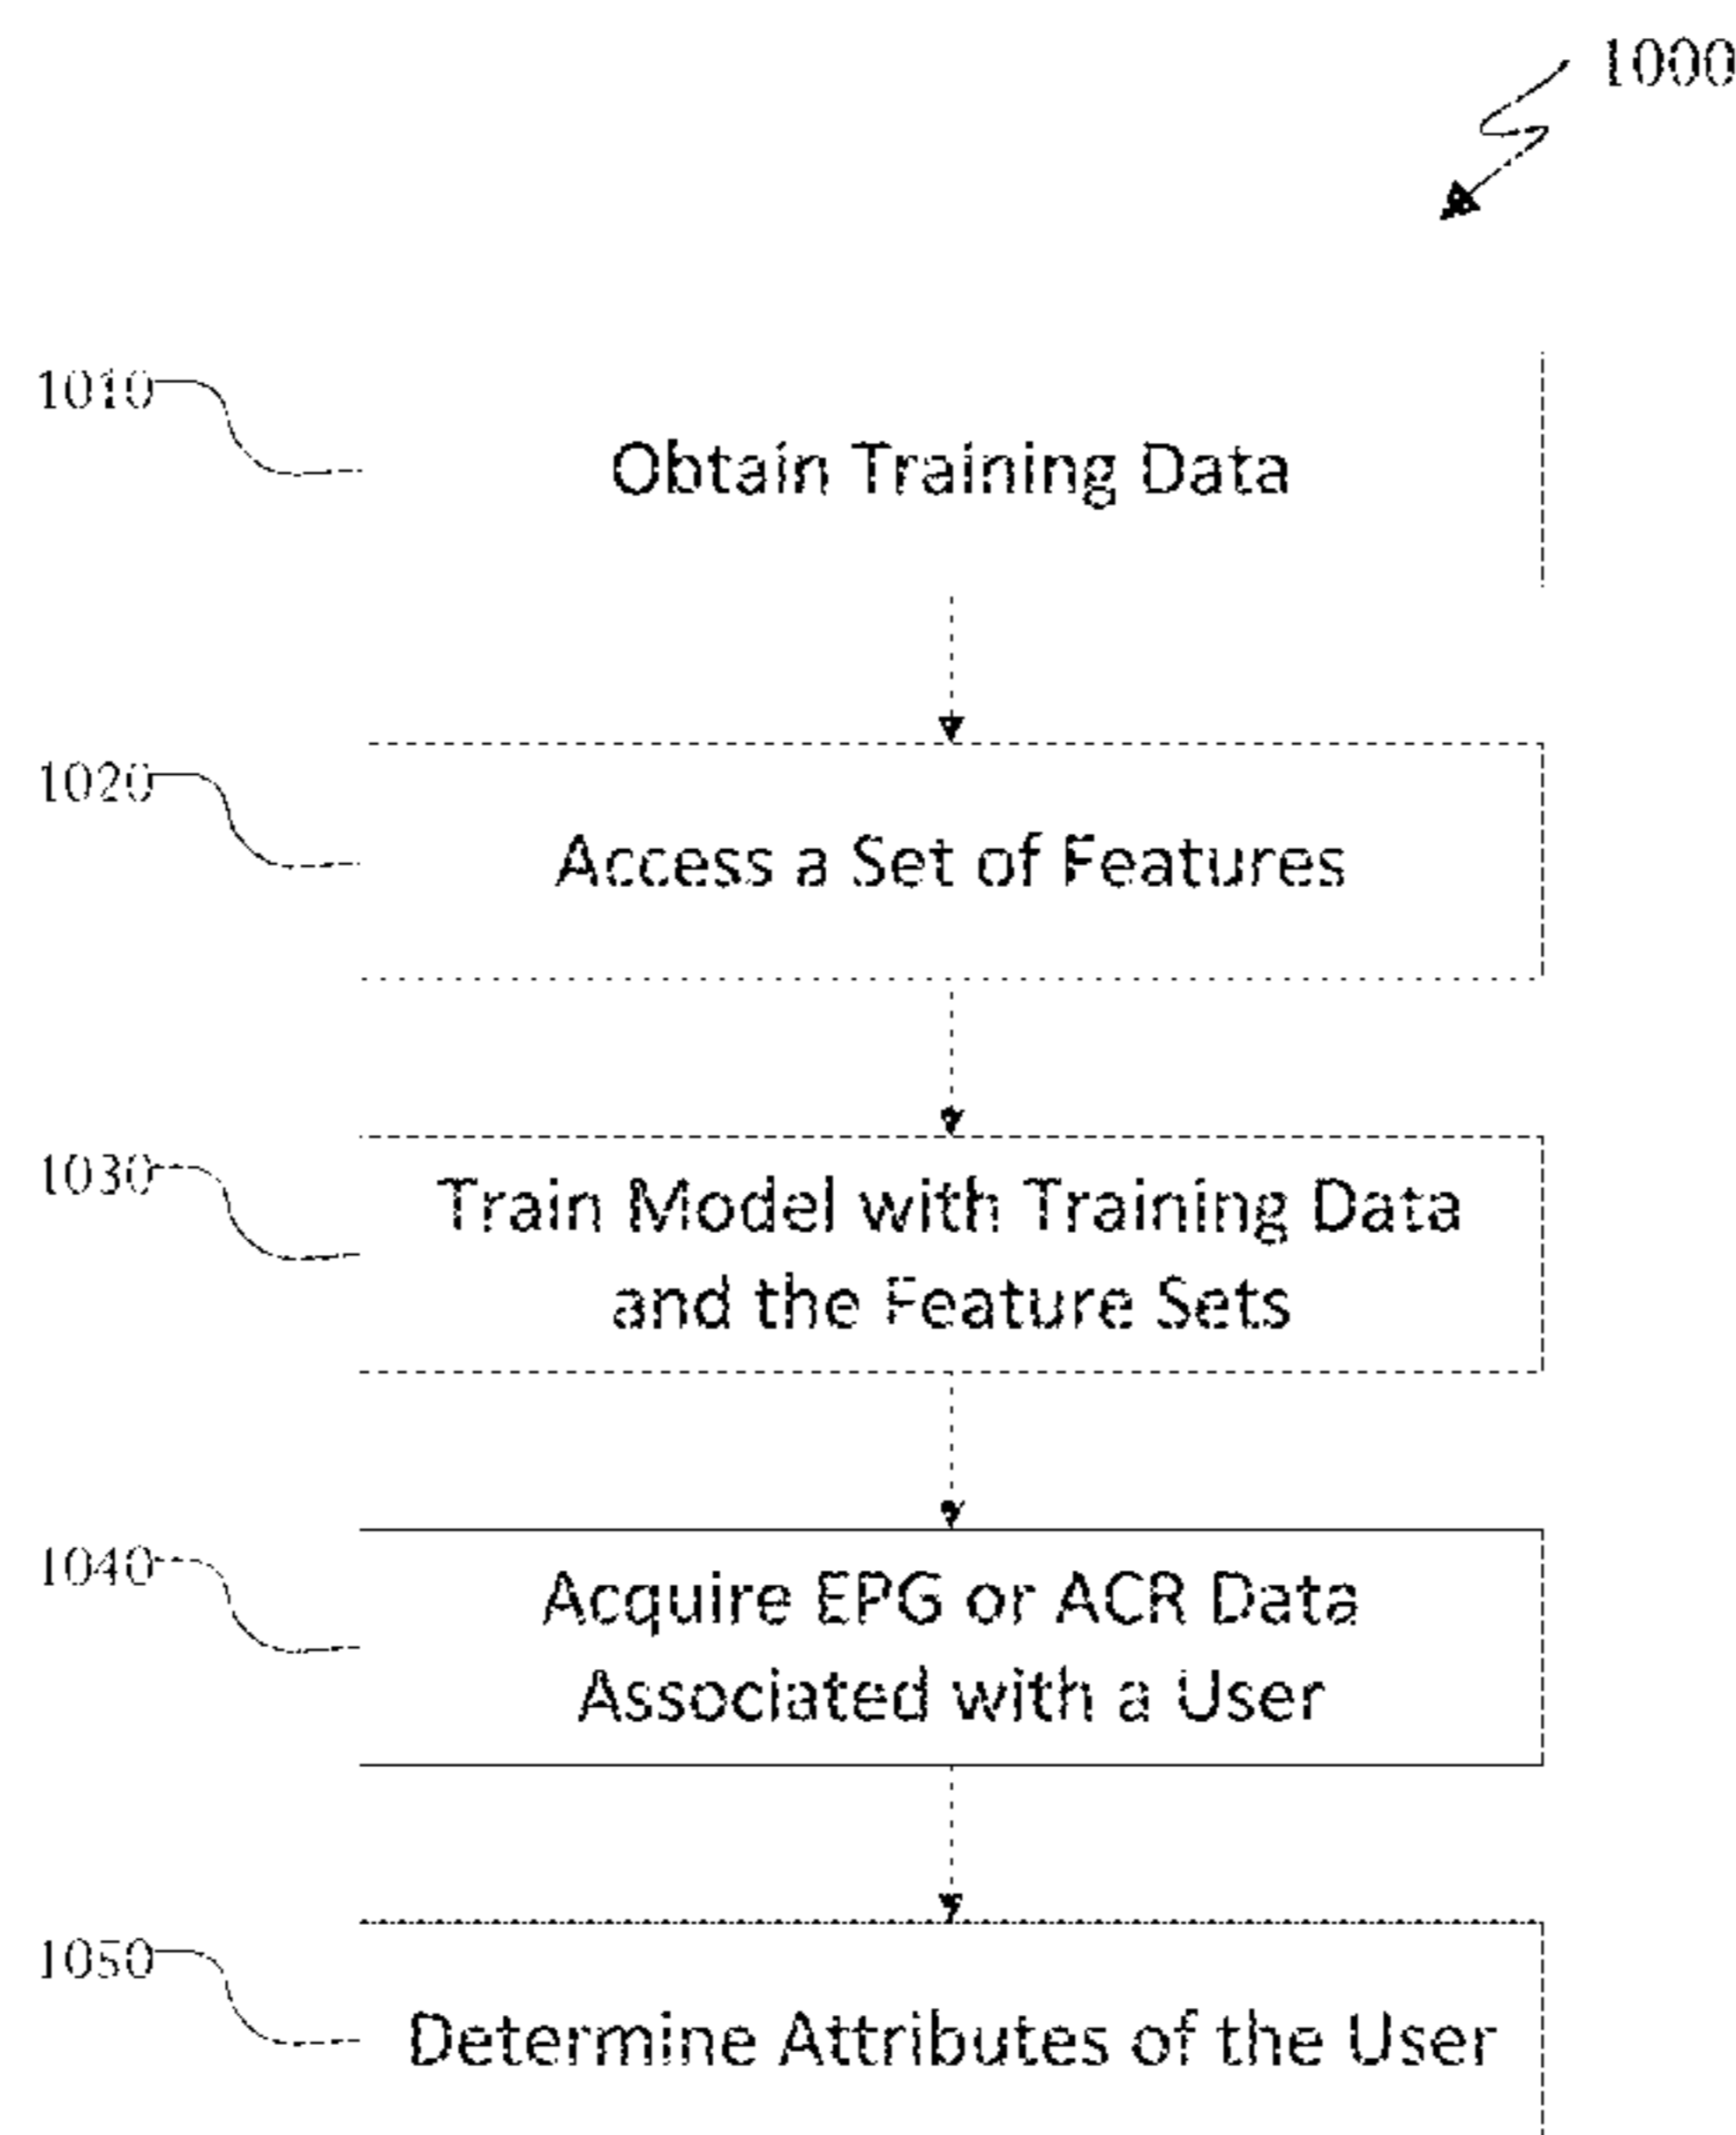 1000
1010
Obtain Training Data
1020
Access a Set of Features
1030
Train Model with Training Data
and the Feature Sets
1040
Acquire EPG or ACR Data
Associated with a User
1050
Determine Attributes of the User